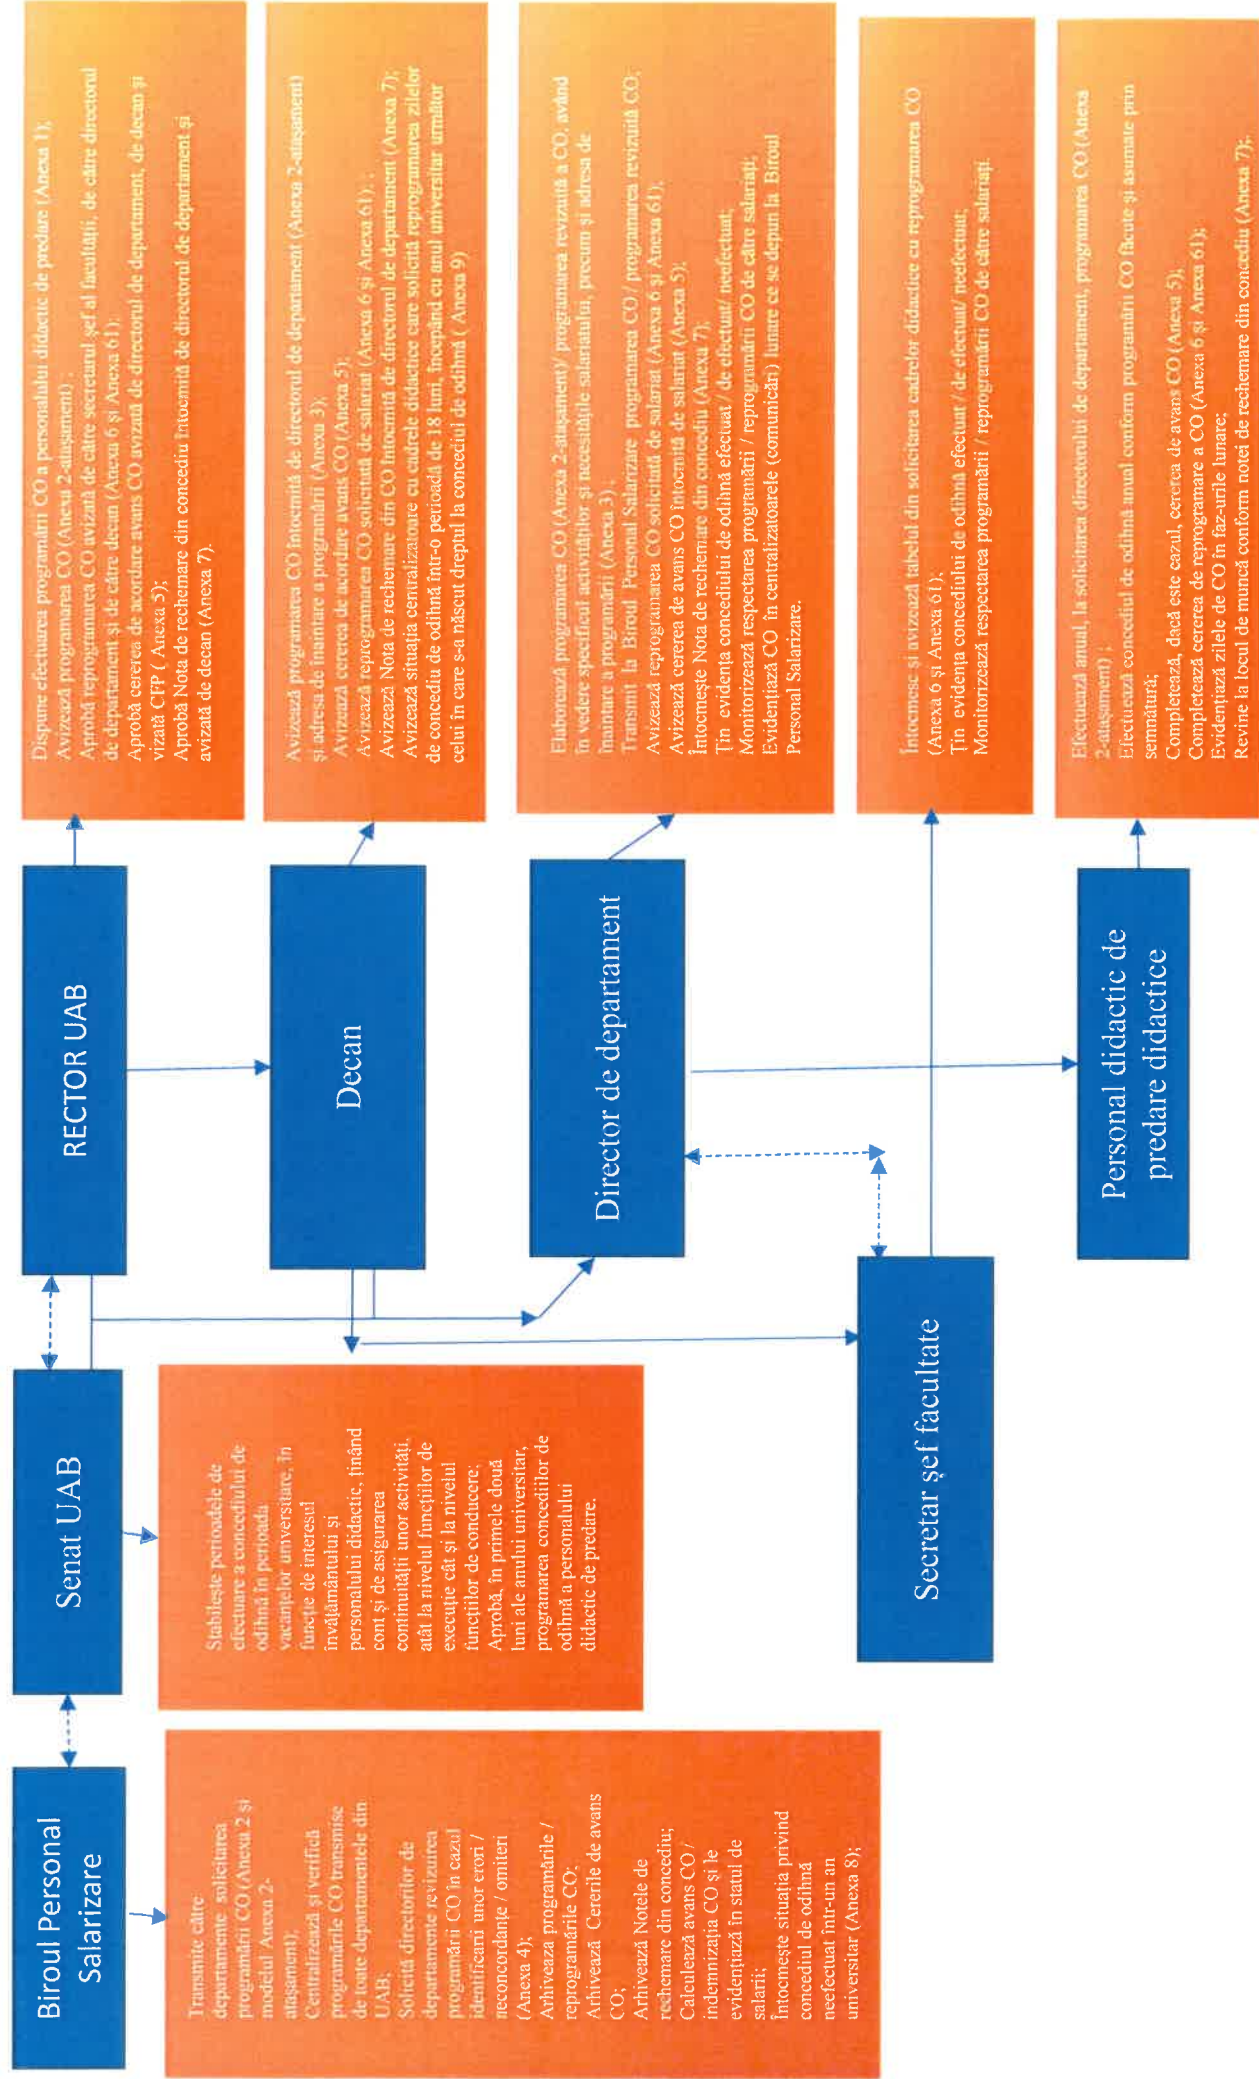 Biroul Personal
Salarizare
Transmite către
departamente solicitarea
programării CO (Anexa 2 și
modelul Anexa 2-
atașament);
Centralizează și verifică
programările CO transmise
de toate departamentele din
UAB;
Solicită directorilor de
departamente revizuirea
programării CO în cazul
identificării unor erori /
neconcordanțe / omiteri
(Anexa 4);
Arhiveaza programările /
reprogramările CO;
Arhivează Cererile de avans
CO;
Arhivează Notele de
rechemare din concediu;
Calculează avans CO /
indemnizația CO și le
evidențiază în statul de
salarii;
Întocmește situația privind
concediul de odihnă
neefectuat într-un an
universitar (Anexa 8);
Senat UAB
Stabilește perioadele de
efectuare a concediului de
odihnă în perioada
vacanțelor universitare, în
funcție de interesul
învățământului și
personalului didactic, ținând
cont și de asigurarea
continuității unor activități,
atât la nivelul funcțiilor de
execuție cât și la nivelul
funcțiilor de conducere;
Aprobă, în primele două
luni ale anului universitar,
programarea concediilor de
odihnă a personalului
didactic de predare.
RECTOR UAB
Dispune efectuarea programării CO a personalului didactic de predare (Anexa 1);
Avizează programarea CO (Anexa 2-atașament) ;
Aprobă reprogramarea CO avizată de către secretarul șef al facultății, de către directorul
de departament și de către decan (Anexa 6 și Anexa 61);
Aprobă cererea de acordare avan CO avizată de directorul de departament, de decan și
vizată CFP ( Anexa 5);
Aprobă Nota de rechemare din concediu întocmită de directorul de departament și
avizată de decan (Anexa 7).
Decan
Avizează programarea CO întocmită de directorul de departament (Anexa 2-atașament)
și adresa de înaintare a programării (Anexa 3);
Avizează cererea de acordare avans CO (Anexa 5);
Avizează reprogramarea CO solicitată de salariat (Anexa 6 și Anexa 61);
Avizează Nota de rechemare din CO întocmită de directorul de departament (Anexa 7);
Avizează situația centralizatoare cu cadrele didactice care solicită reprogramarea zilelor
de concediu de odihnă într-o perioadă de 18 luni, începând cu anul universitar următor
celui în care s-a născut dreptul la concediul de odihnă ( Anexa 9)
Director de departament
Elaborează programarea CO (Anexa 2-atașament)/ programarea revizuită a CO, având
în vedere specificul activităților și necesitățile salariatului, precum și adresa de
înaintare a programării (Anexa 3);
Transmit la Biroul Personal Salarizare programarea CO / programarea revizuită CO;
Avizează reprogramarea CO solicitată de salariat (Anexa 6 și Anexa 61);
Avizează cererea de avans CO întocmită de salariat (Anexa 5);
Întocmește Nota de rechemare din concediu (Anexa 7);
Țin evidența concediului de odihnă efectuat / de efectuat/ neefectuat;
Monitorizează respectarea programării / reprogramării CO de către salariați;
Evidențiază CO în centralizatoarele (comunicări) lunare ce se depun la Biroul
Personal Salarizare.
Secretar șef facultate
Întocmesc și avizează tabelul din solicitarea cadrelor didactice cu reprogramarea CO
(Anexa 6 și Anexa 61);
Țin evidența concediului de odihnă efectuat / de efectuat/ neefectuat;
Monitorizează respectarea programării / reprogramării CO de către salariați.
Personal didactic de
predare didactice
Efectuează anual, la solicitarea directorului de departament, programarea CO (Anexa
2-atașament) ;
Efectuează concediul de odihnă anual conform programării CO făcute și asumate prin
semnătură;
Completează, dacă este cazul, cererea de avans CO (Anexa 5);
Completează cererea de reprogramare a CO (Anexa 6 și Anexa 61);
Evidențiază zilele de CO în faz-urile lunare;
Revine la locul de muncă conform notei de rechemare din concediu (Anexa 7);